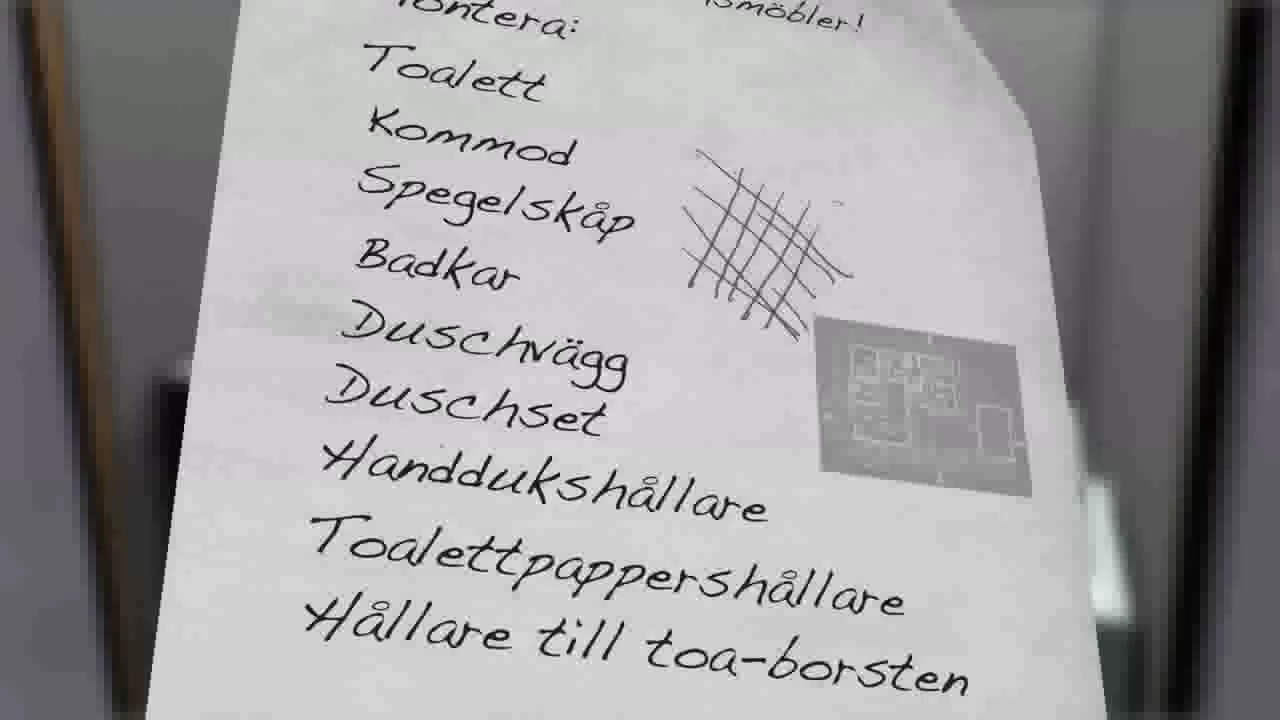 Toalett
Kommod
Spegelskåp
Badkar
Duschvägg
Duschset
Handdukshållare
Toalettpappershållare
Hållare till toa-borsten